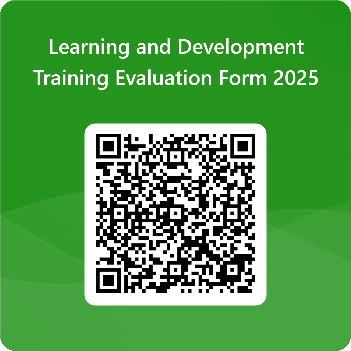 Learning and Development
Training Evaluation Form 2025